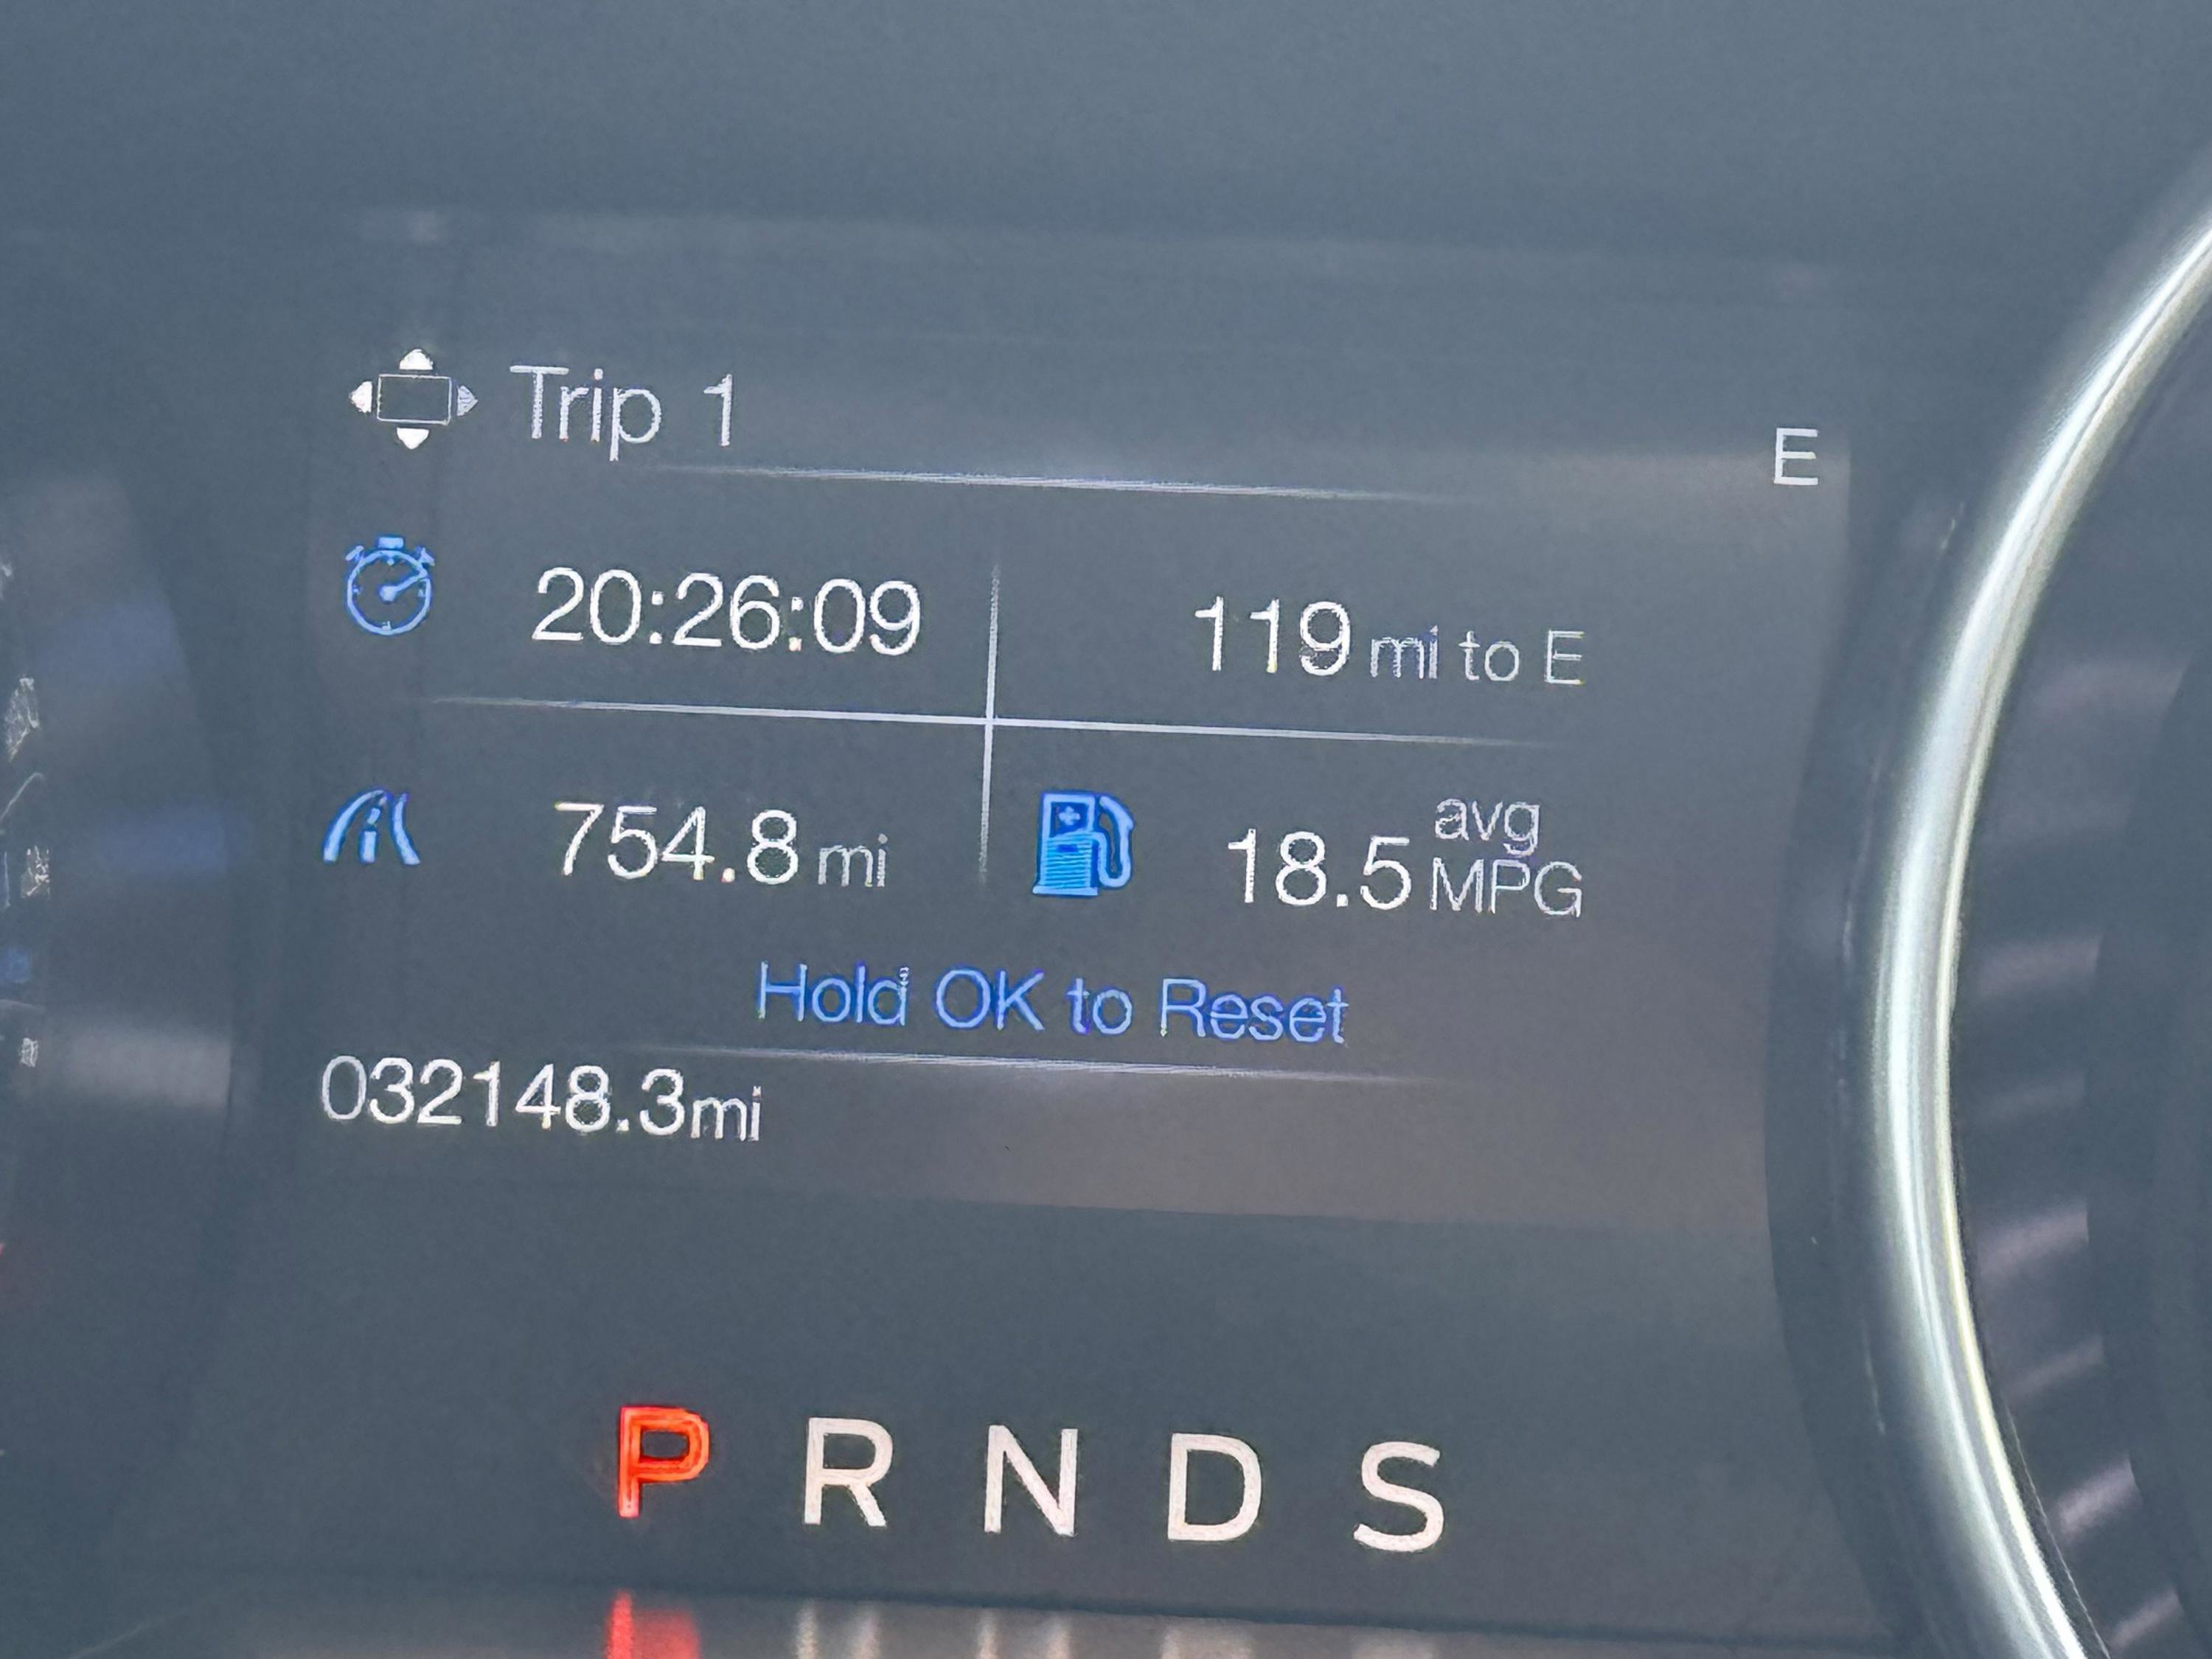 Trip 1
E
20:26:09
119 mi to E
754.8 mi
18.5 avg MPG
Hold OK to Reset
032148.3mi
P R N D S